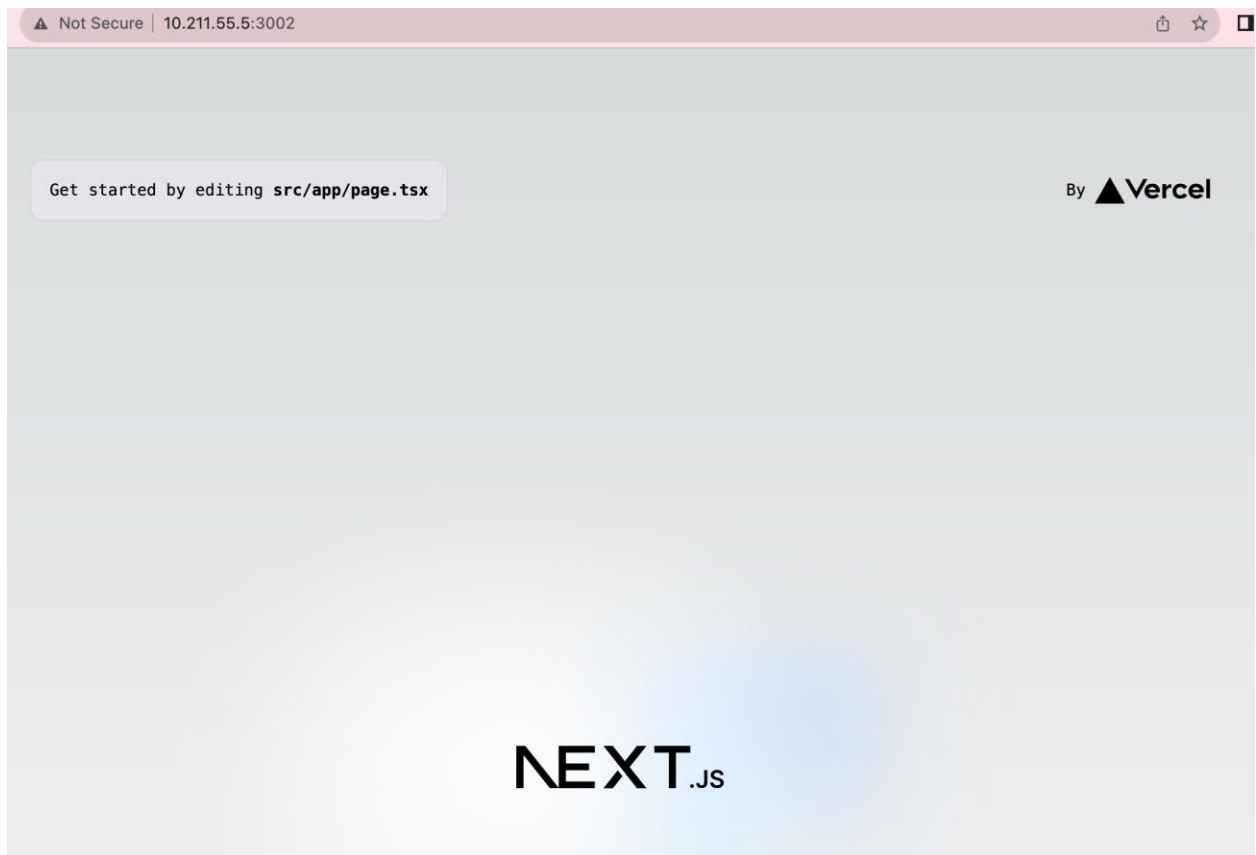 Not Secure | 10.211.55.5:3002
Get started by editing src/app/page.tsx
By Vercel
NEXT.JS